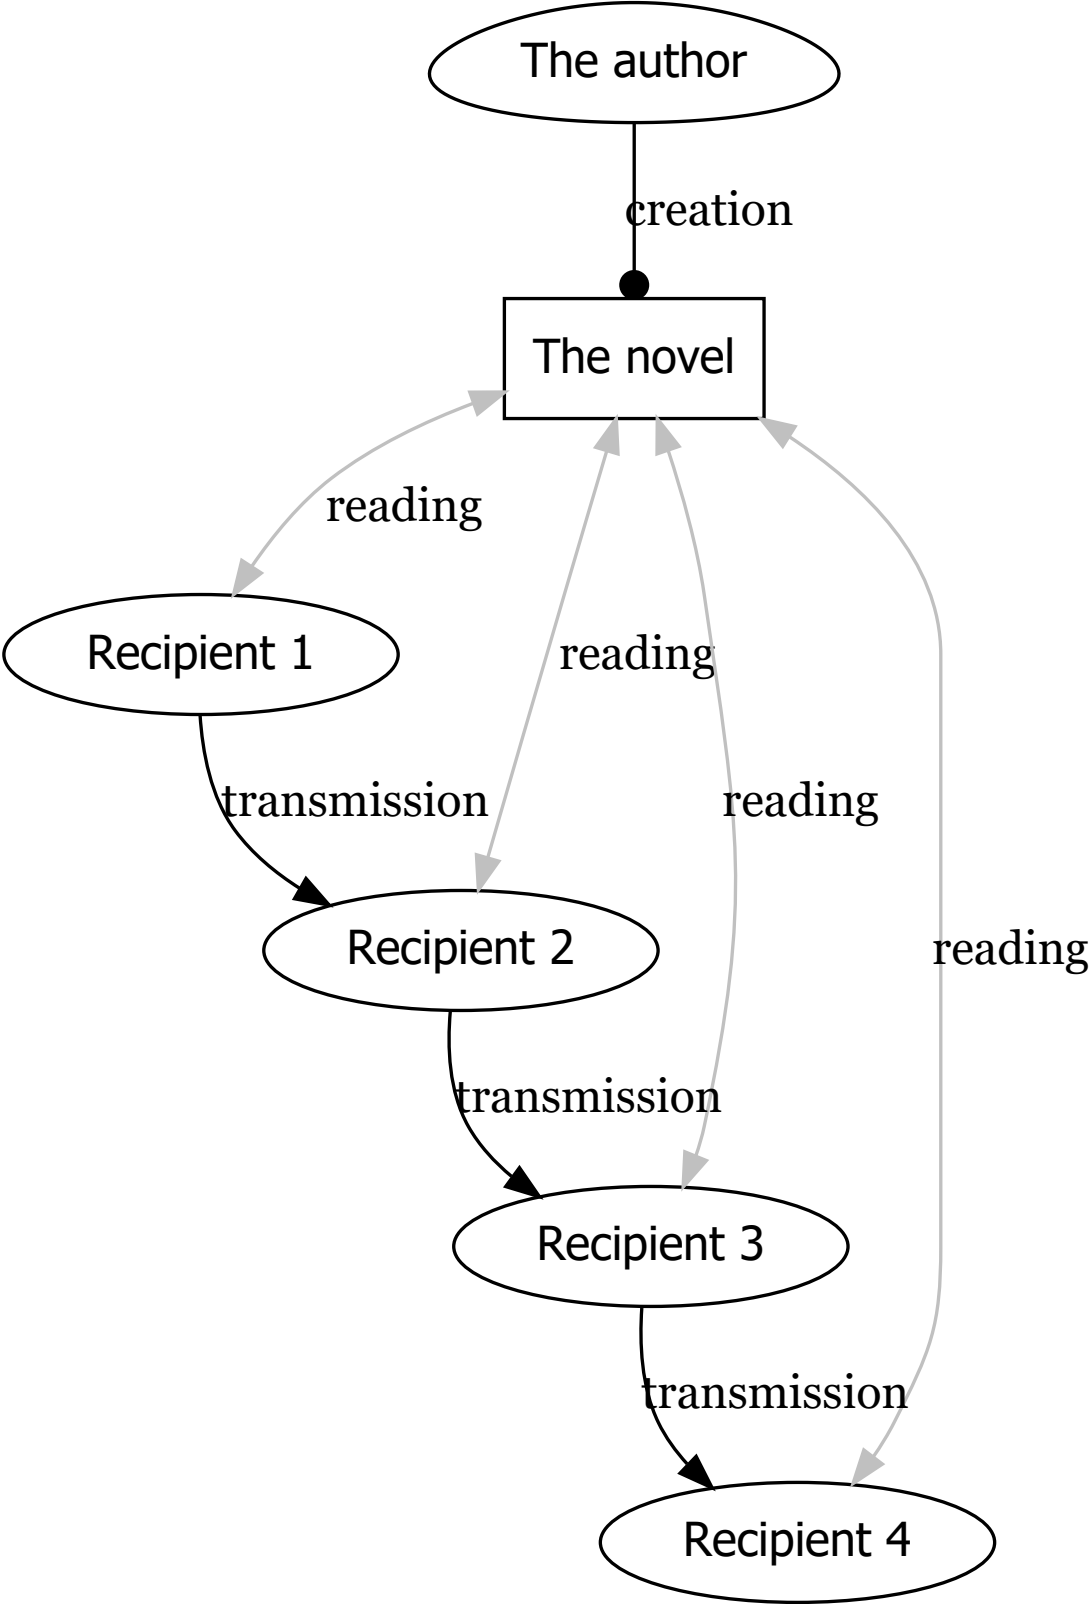 The author
creation
The novel
reading
Recipient 1
reading
transmission
reading
Recipient 2
reading
transmission
Recipient 3
transmission
Recipient 4